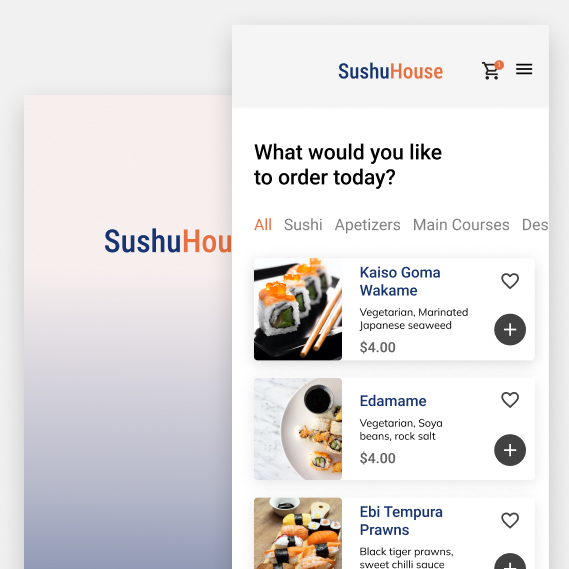 SushuHouse
1
SushuHou
What would you like
to order today?
All Sushi Apetizers Main Courses Des
Kaiso Goma
Wakame
Vegetarian, Marinated
Japanese seaweed
$4.00
Edamame
Vegetarian, Soya
beans, rock salt
$4.00
Ebi Tempura
Prawns
Black tiger prawns,
sweet chilli sauce